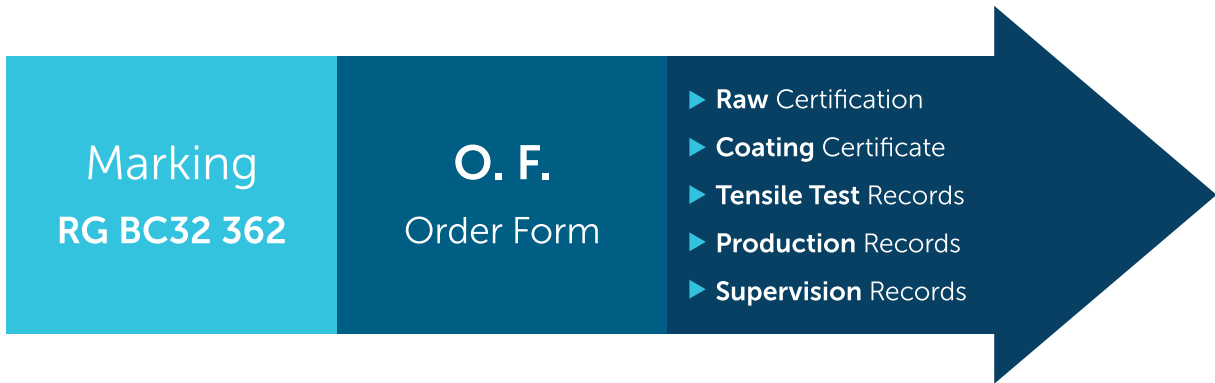 Marking
RG BC32 362
O. F.
Order Form
Raw Certification
Coating Certificate
Tensile Test Records
Production Records
Supervision Records